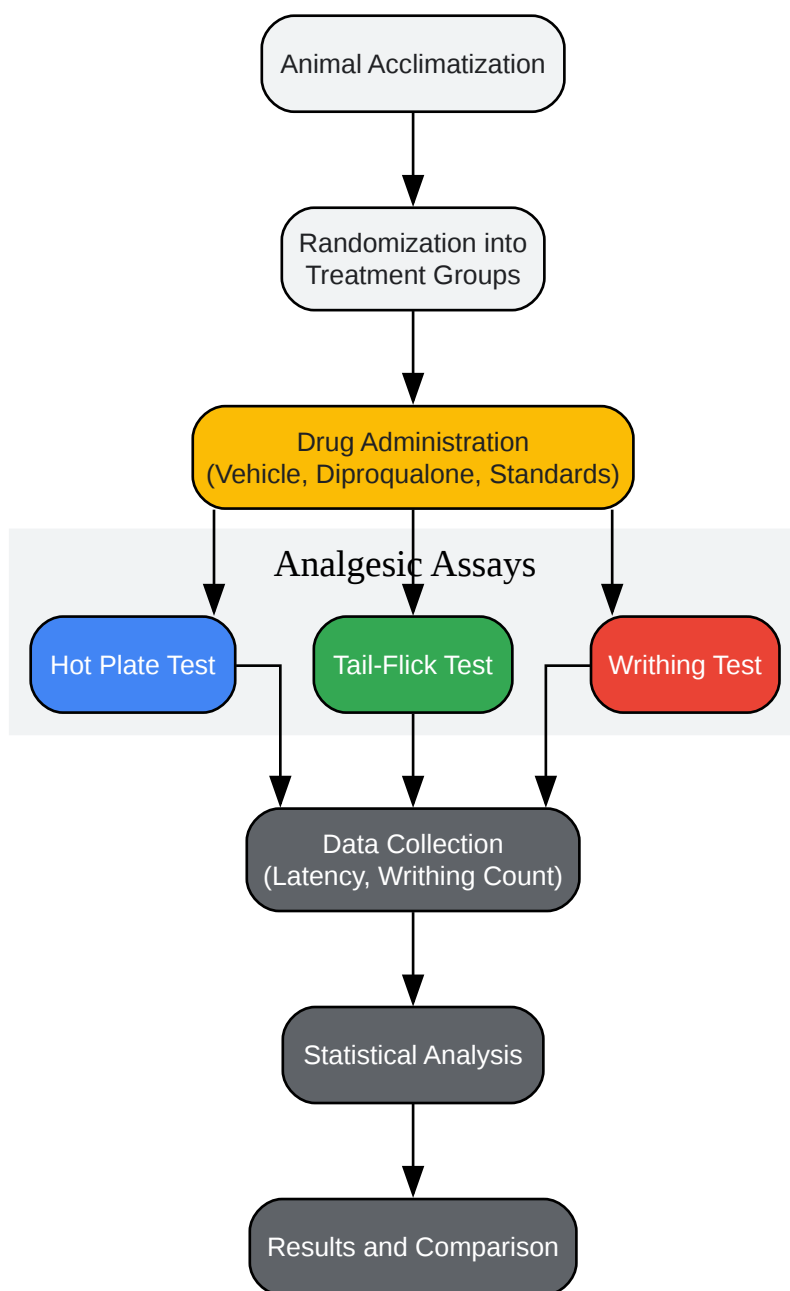 Animal Acclimatization
Randomization into
Treatment Groups
Drug Administration
(Vehicle, Diproqualone, Standards)
Analgesic Assays
Hot Plate Test
Tail-Flick Test
Writhing Test
Data Collection
(Latency, Writhing Count)
Statistical Analysis
Results and Comparison